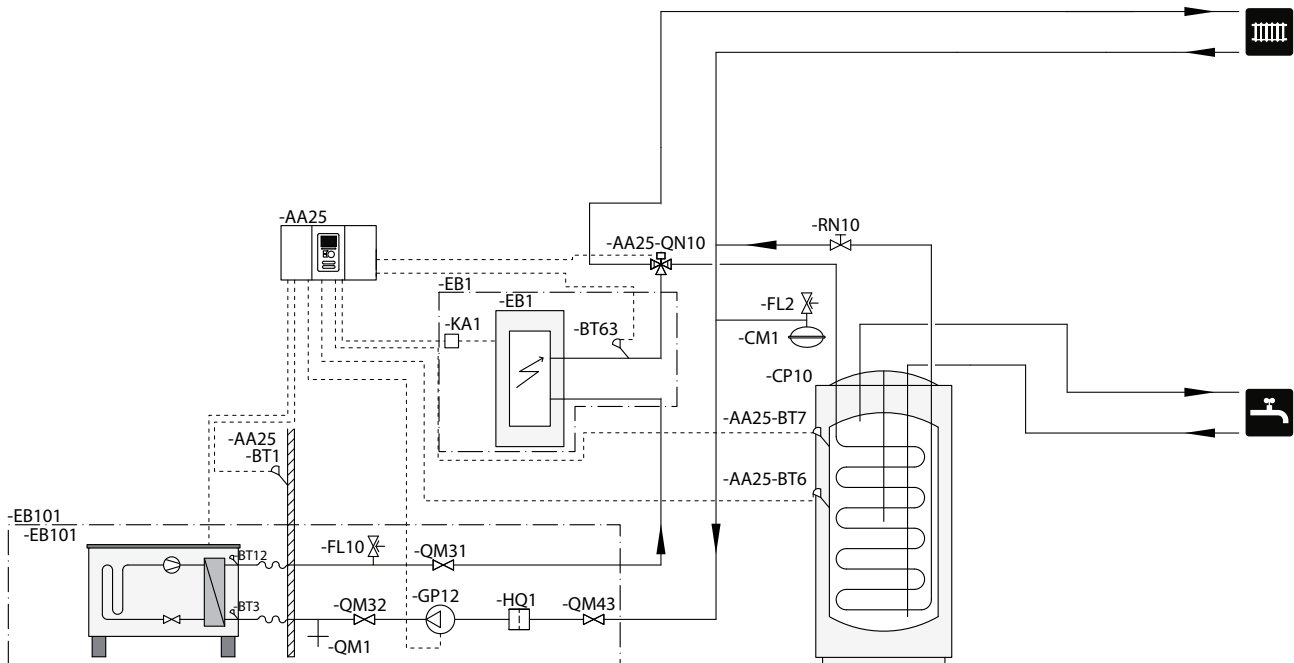 -AA25
-RN10
-AA25-QN10
-EB1
-EB1
-KA1
-BT63
-FL2
-CM1
-CP10
-AA25-BT7
-AA25
-BT1
-AA25-BT6
-EB101
-EB101
-BT12
-FL10
-QM31
-BT3
-QM32
-GP12
-HQ1
-QM43
-QM1